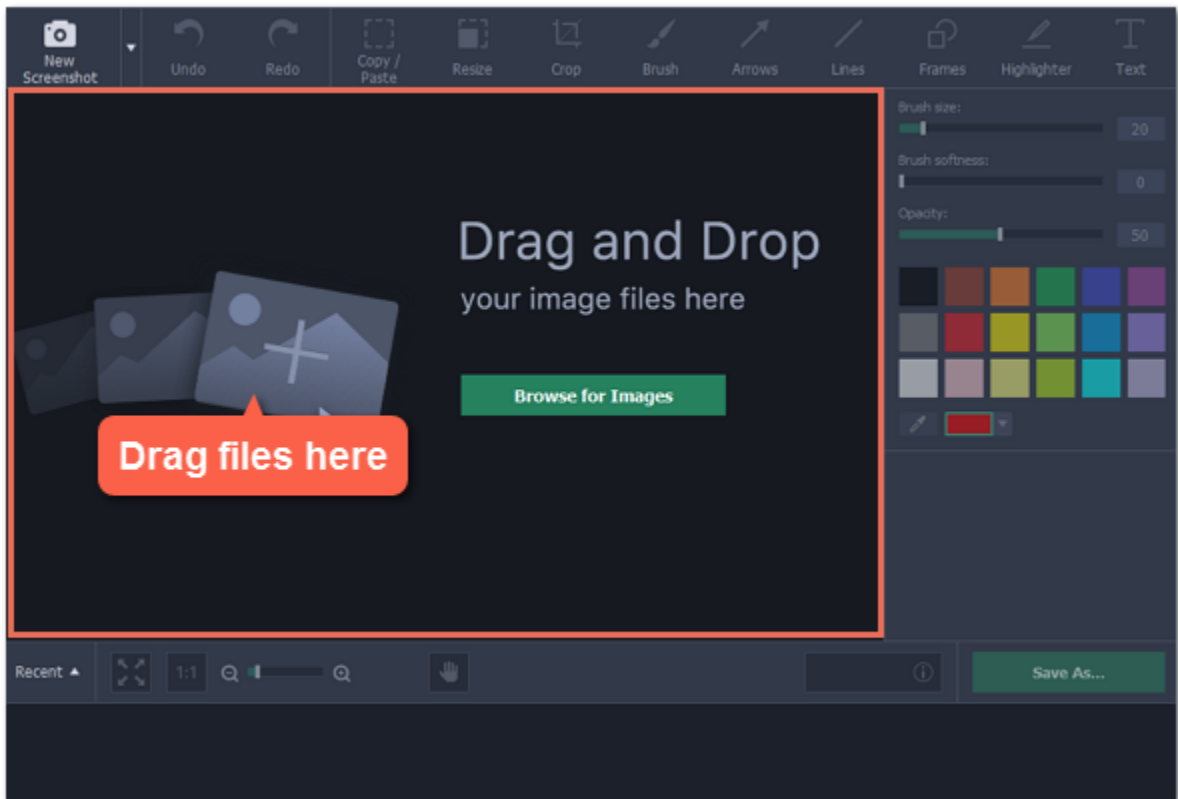 New
Screenshot
Undo
Redo
Copy /
Paste
Resize
Crop
Brush
Arrows
Lines
Frames
Highlighter
Text
Brush size:
20
Brush softness:
0
Opacity:
50
Drag and Drop
your image files here
Browse for Images
Drag files here
Recent
1:1
Save As...